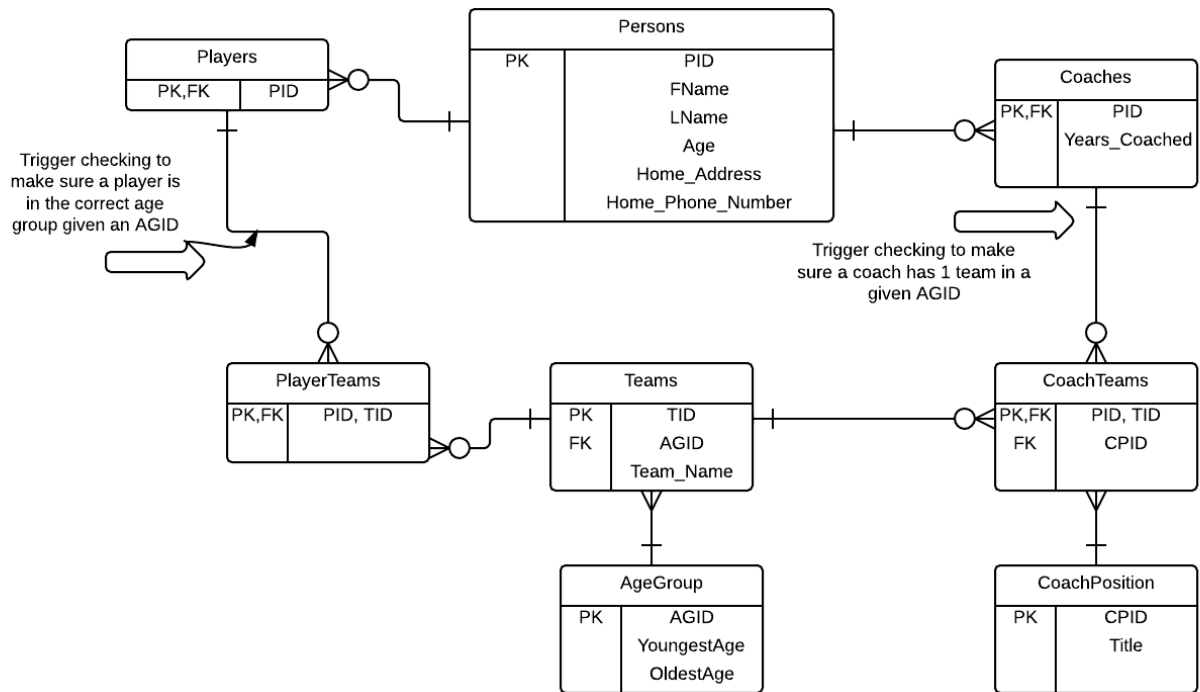 Persons
PK PID
FName
LName
Age
Home_Address
Home_Phone_Number
Players
PK,FK PID
Coaches
PK,FK PID
Years_Coached
Trigger checking to
make sure a player is
in the correct age
group given an AGID
Trigger checking to make
sure a coach has 1 team in a
given AGID
PlayerTeams
PK,FK PID, TID
Teams
PK TID
FK AGID
Team_Name
CoachTeams
PK,FK PID, TID
FK CPID
AgeGroup
PK AGID
YoungestAge
OldestAge
CoachPosition
PK CPID
Title